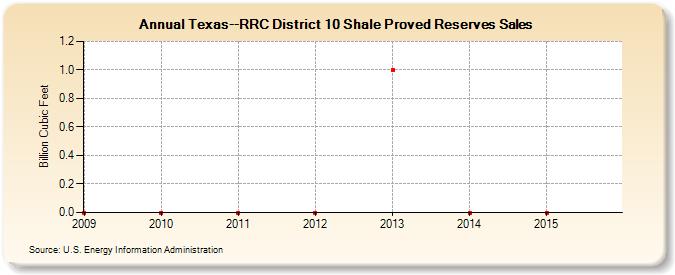 Annual Texas--RRC District 10 Shale Proved Reserves Sales
Billion Cubic Feet
1.2
1.0
0.8
0.6
0.4
0.2
0.0
2009 2010 2011 2012 2013 2014 2015
Source: U.S. Energy Information Administration